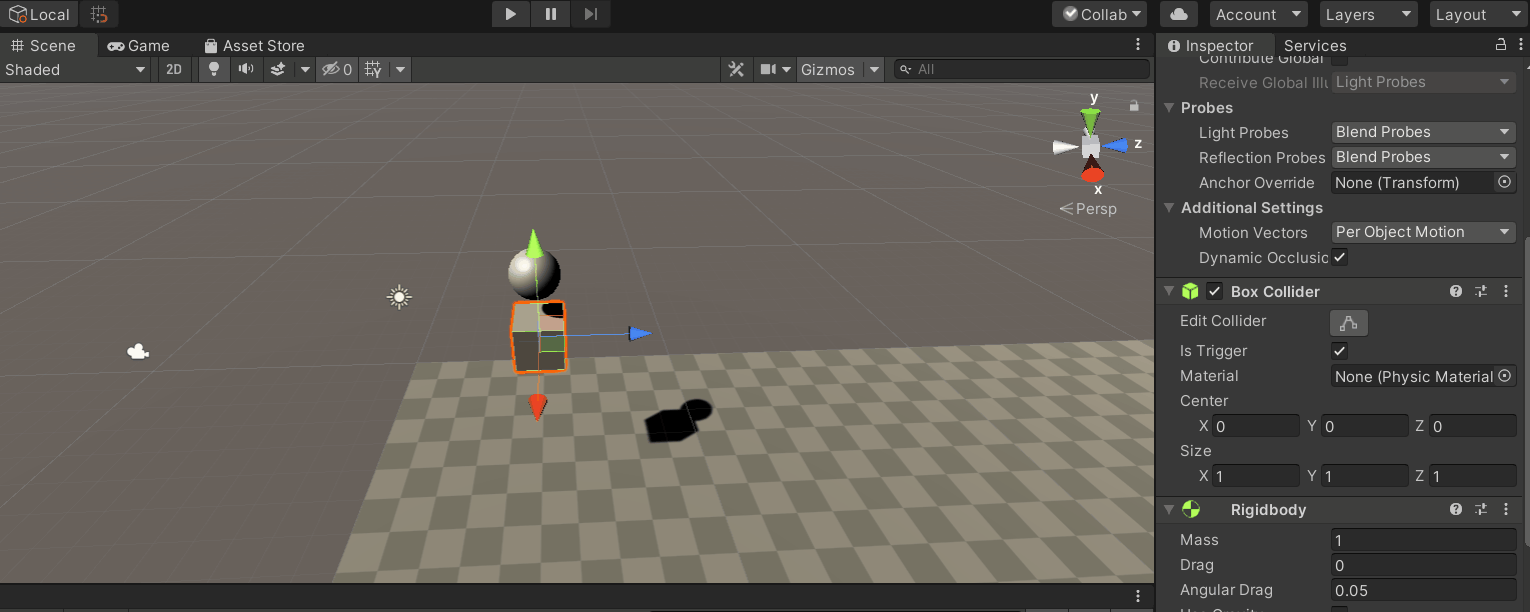 Local Collab Account Layers Layout
Scene Game Asset Store
Shaded 2D 0 Gizmos All
y
z
x
Persp
Inspector Services
Contribute Global
Receive Global Illu Light Probes
Probes
Light Probes Blend Probes
Reflection Probes Blend Probes
Anchor Override None (Transform)
Additional Settings
Motion Vectors Per Object Motion
Dynamic Occlusio
Box Collider
Edit Collider
Is Trigger
Material None (Physic Material
Center
X 0 Y 0 Z 0
Size
X 1 Y 1 Z 1
Rigidbody
Mass 1
Drag 0
Angular Drag 0.05